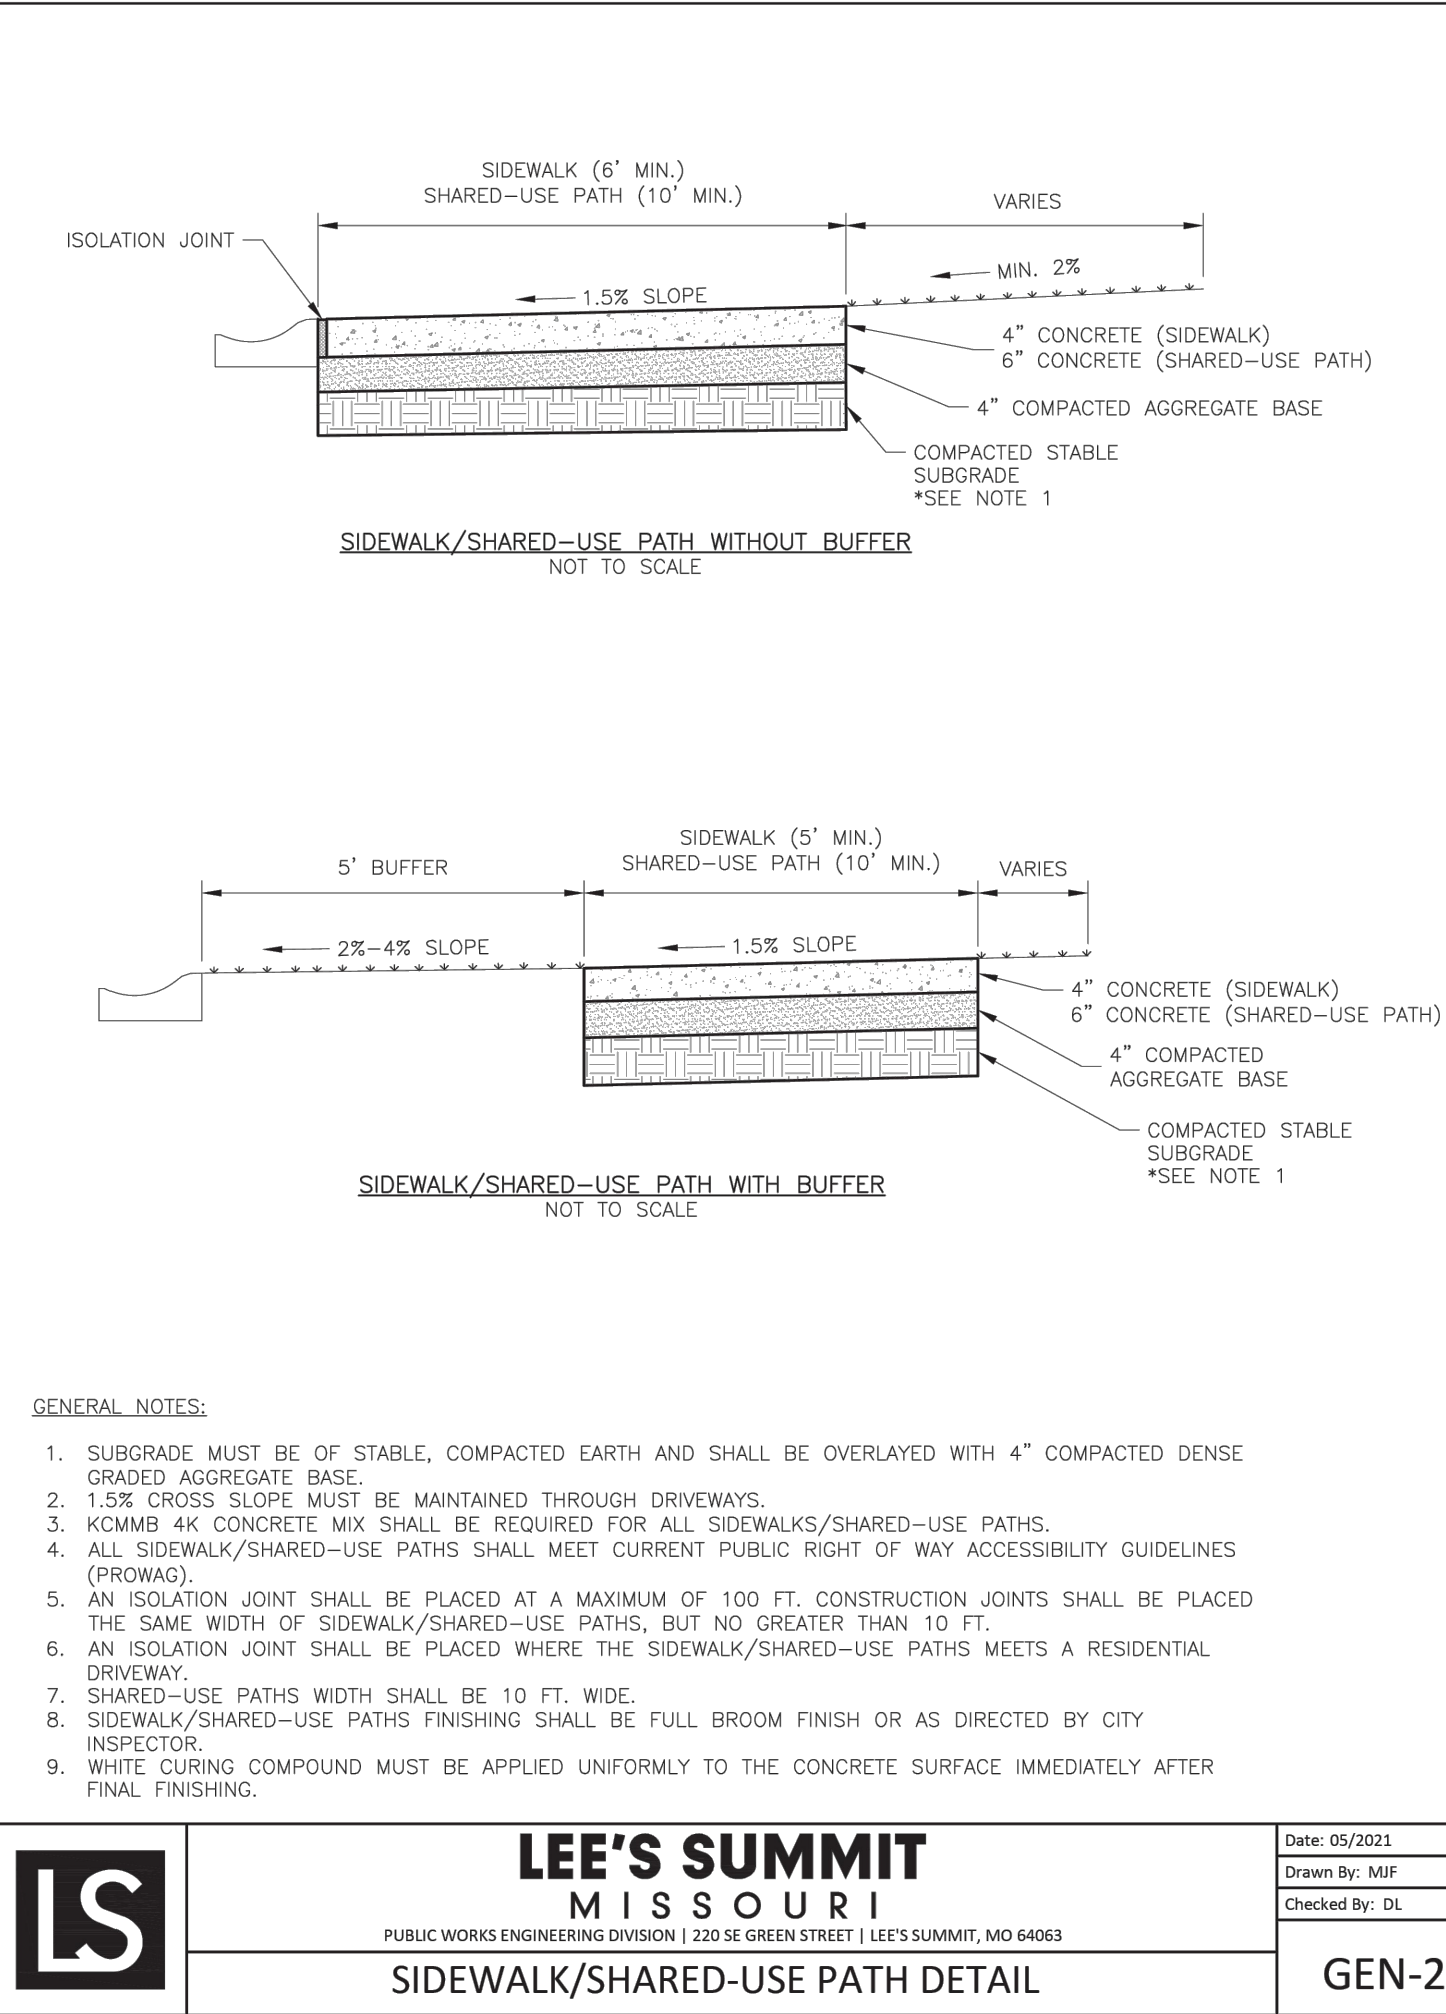 SIDEWALK (6' MIN.)
SHARED-USE PATH (10' MIN.)
VARIES
ISOLATION JOINT
MIN. 2%
1.5% SLOPE
4" CONCRETE (SIDEWALK)
6" CONCRETE (SHARED-USE PATH)
4" COMPACTED AGGREGATE BASE
COMPACTED STABLE
SUBGRADE
*SEE NOTE 1
SIDEWALK/SHARED-USE PATH WITHOUT BUFFER
NOT TO SCALE
SIDEWALK (5' MIN.)
SHARED-USE PATH (10' MIN.)
5' BUFFER
VARIES
2%-4% SLOPE
1.5% SLOPE
4" CONCRETE (SIDEWALK)
6" CONCRETE (SHARED-USE PATH)
4" COMPACTED
AGGREGATE BASE
COMPACTED STABLE
SUBGRADE
*SEE NOTE 1
SIDEWALK/SHARED-USE PATH WITH BUFFER
NOT TO SCALE
GENERAL NOTES:
1. SUBGRADE MUST BE OF STABLE, COMPACTED EARTH AND SHALL BE OVERLAYED WITH 4" COMPACTED DENSE
GRADED AGGREGATE BASE.
2. 1.5% CROSS SLOPE MUST BE MAINTAINED THROUGH DRIVEWAYS.
3. KCMMB 4K CONCRETE MIX SHALL BE REQUIRED FOR ALL SIDEWALKS/SHARED-USE PATHS.
4. ALL SIDEWALK/SHARED-USE PATHS SHALL MEET CURRENT PUBLIC RIGHT OF WAY ACCESSIBILITY GUIDELINES
(PROWAG).
5. AN ISOLATION JOINT SHALL BE PLACED AT A MAXIMUM OF 100 FT. CONSTRUCTION JOINTS SHALL BE PLACED
THE SAME WIDTH OF SIDEWALK/SHARED-USE PATHS, BUT NO GREATER THAN 10 FT.
6. AN ISOLATION JOINT SHALL BE PLACED WHERE THE SIDEWALK/SHARED-USE PATHS MEETS A RESIDENTIAL
DRIVEWAY.
7. SHARED-USE PATHS WIDTH SHALL BE 10 FT. WIDE.
8. SIDEWALK/SHARED-USE PATHS FINISHING SHALL BE FULL BROOM FINISH OR AS DIRECTED BY CITY
INSPECTOR.
9. WHITE CURING COMPOUND MUST BE APPLIED UNIFORMLY TO THE CONCRETE SURFACE IMMEDIATELY AFTER
FINAL FINISHING.
LS
LEE'S SUMMIT
MISSOURI
PUBLIC WORKS ENGINEERING DIVISION | 220 SE GREEN STREET | LEE'S SUMMIT, MO 64063
SIDEWALK/SHARED-USE PATH DETAIL
Date: 05/2021
Drawn By: MJF
Checked By: DL
GEN-2